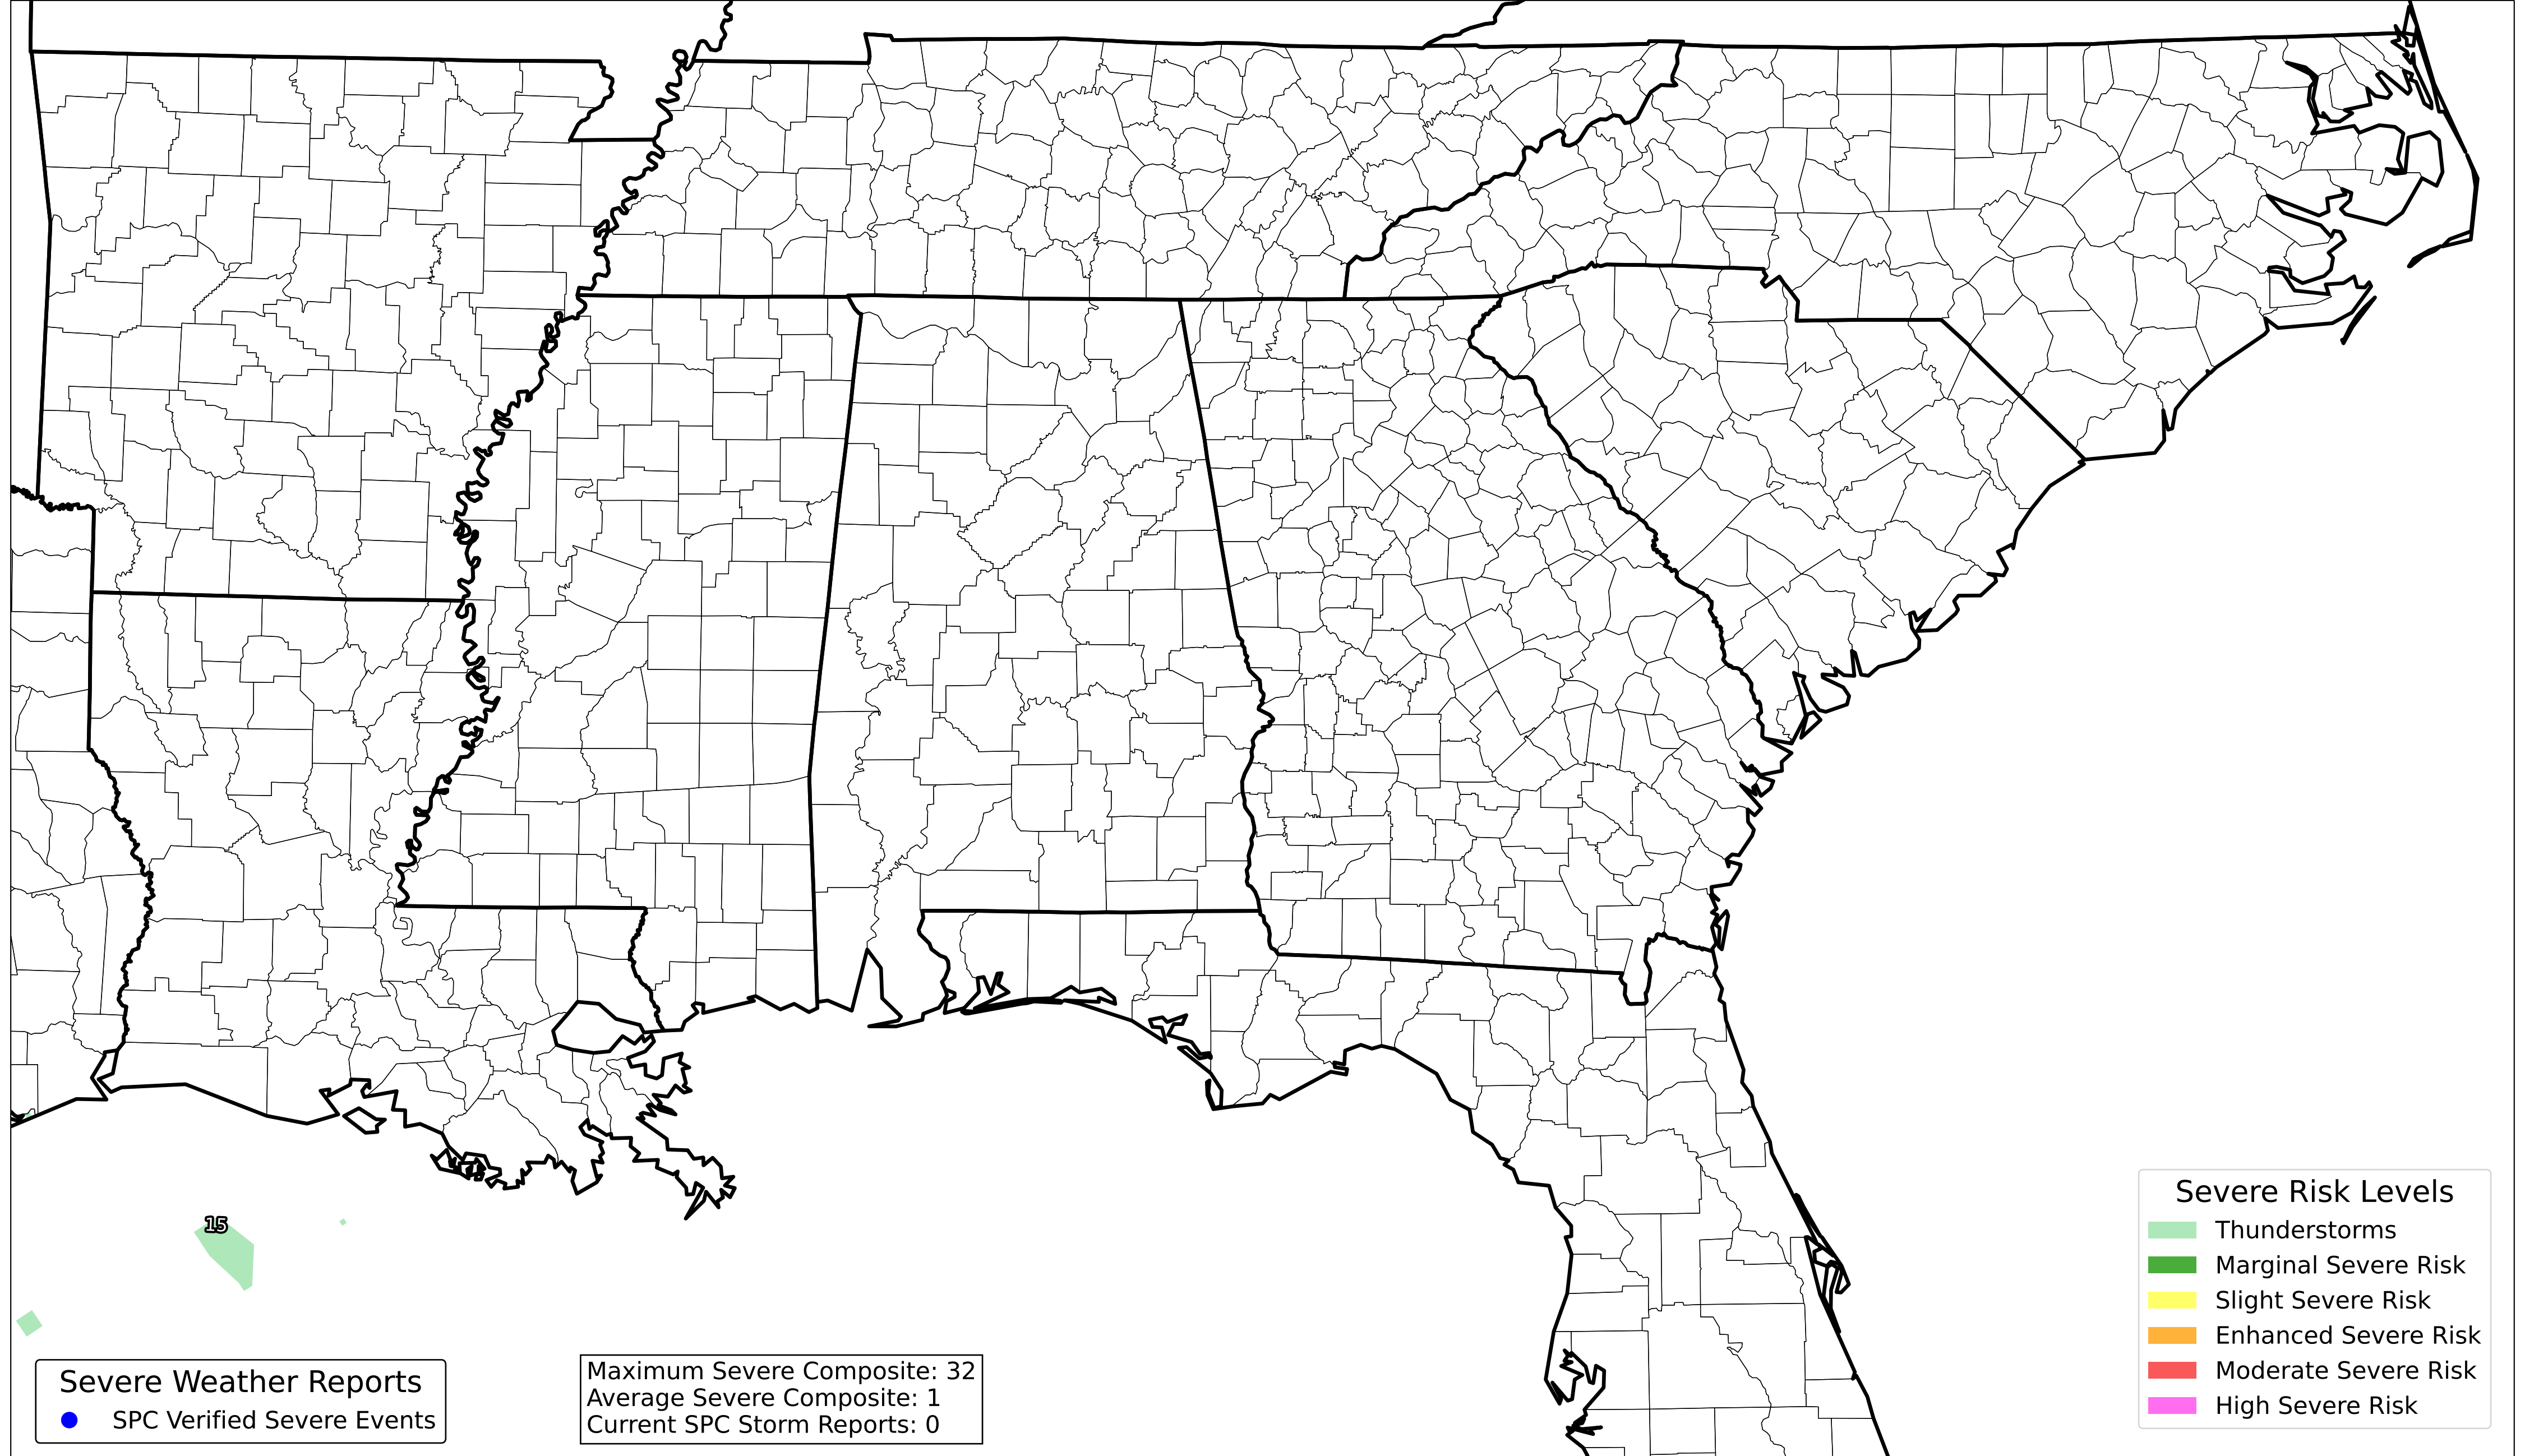 15
Severe Weather Reports
SPC Verified Severe Events
Maximum Severe Composite: 32
Average Severe Composite: 1
Current SPC Storm Reports: 0
Severe Risk Levels
Thunderstorms
Marginal Severe Risk
Slight Severe Risk
Enhanced Severe Risk
Moderate Severe Risk
High Severe Risk